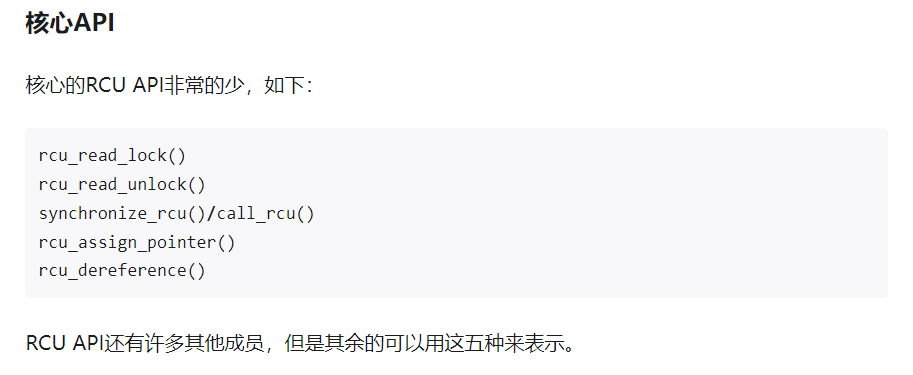 核心API
核心的RCU API非常的少，如下：
rcu_read_lock()
rcu_read_unlock()
synchronize_rcu()/call_rcu()
rcu_assign_pointer()
rcu_dereference()
RCU API还有许多其他成员，但是其余的可以用这五种来表示。